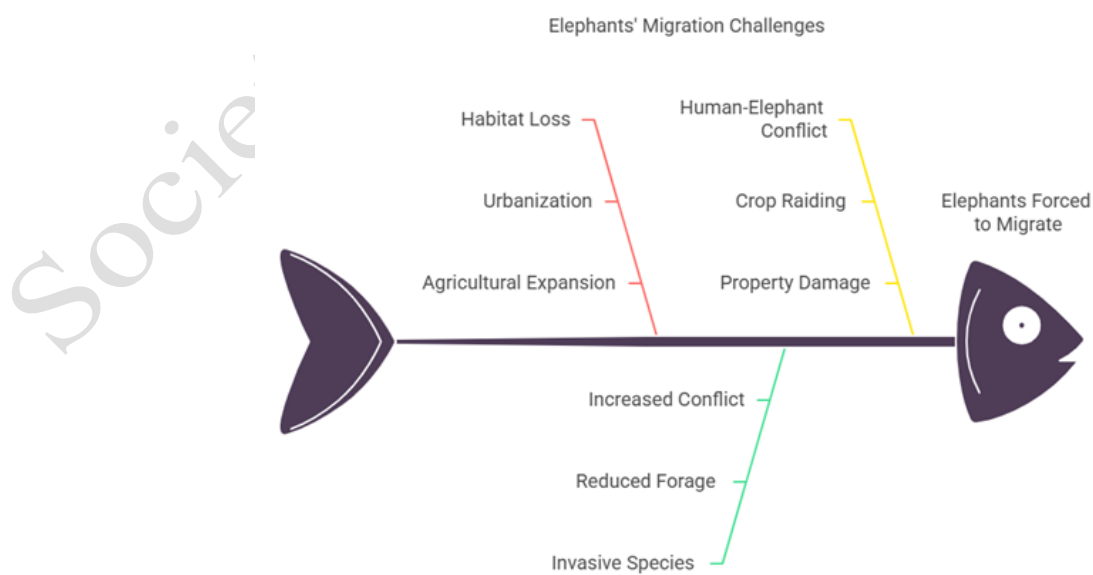 Elephants' Migration Challenges
Habitat Loss
Urbanization
Agricultural Expansion
Human-Elephant
Conflict
Crop Raiding
Property Damage
Elephants Forced
to Migrate
Increased Conflict
Reduced Forage
Invasive Species